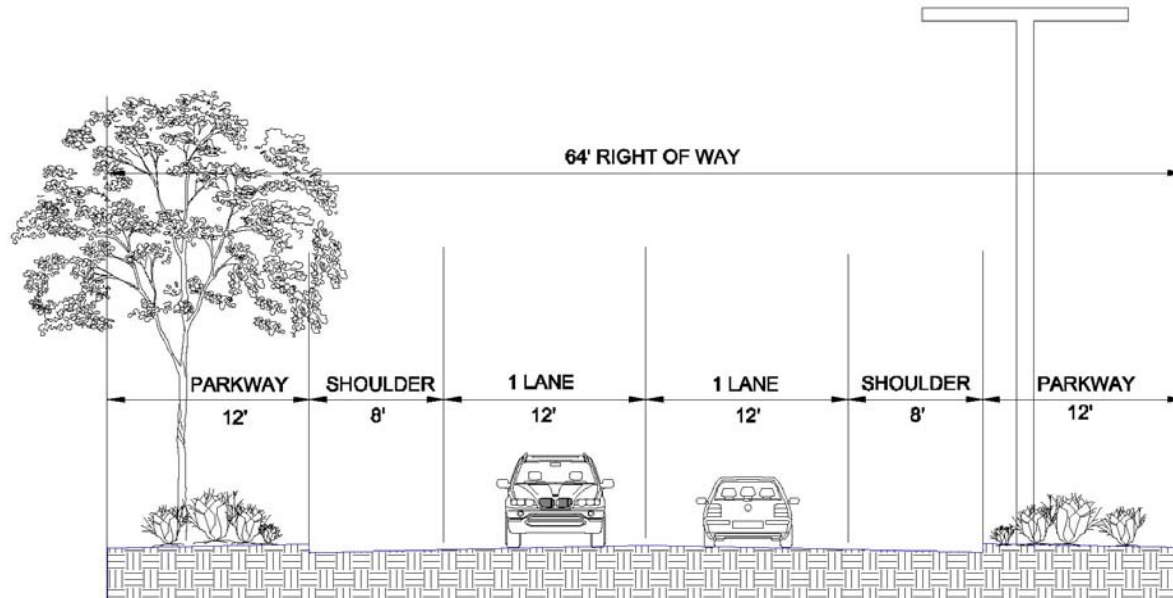 64' RIGHT OF WAY
PARKWAY SHOULDER 1 LANE 1 LANE SHOULDER PARKWAY
12' 8' 12' 12' 8' 12'